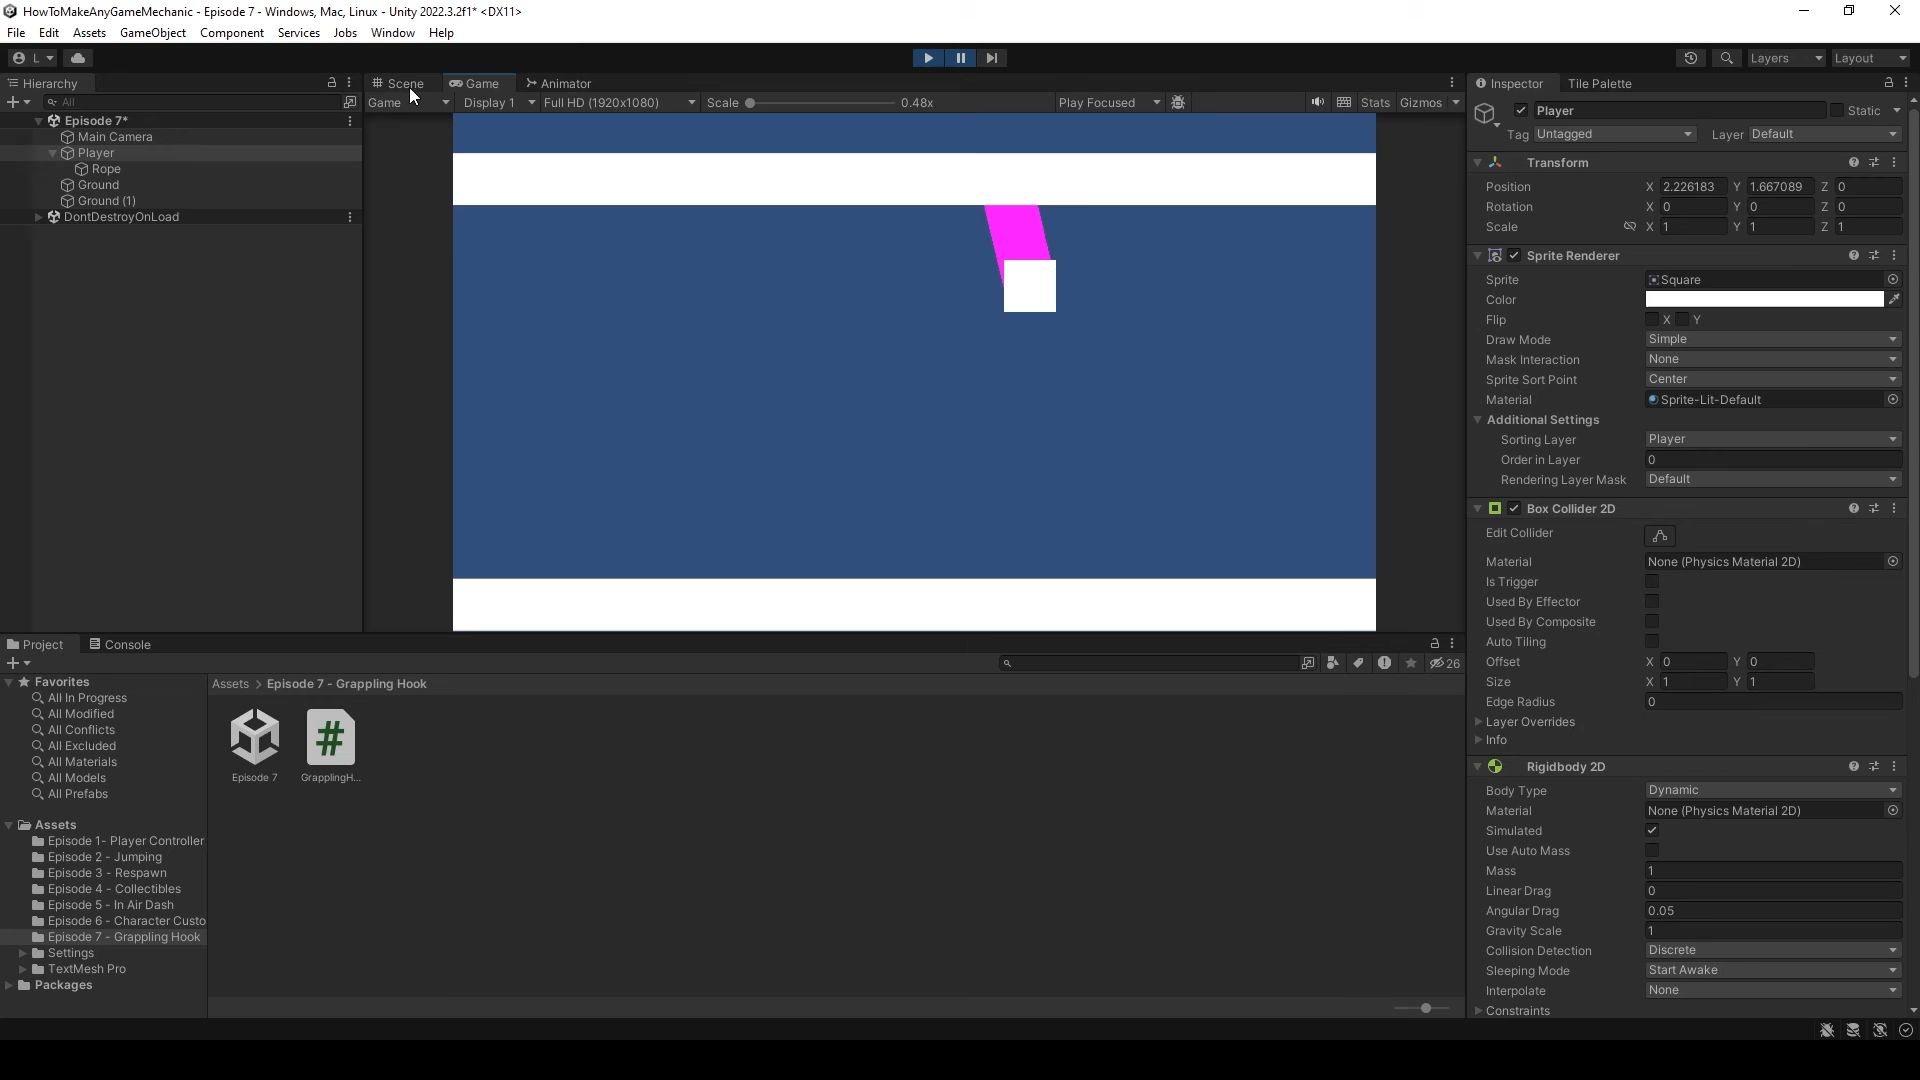 HowToMakeAnyGameMechanic - Episode 7 - Windows, Mac, Linux - Unity 2022.3.2f1* <DX11>
File Edit Assets GameObject Component Services Jobs Window Help
L Layers Layout
Hierarchy Scene Game Animator Inspector Tile Palette
All Game Display 1 Full HD (1920x1080) Scale 0.48x Play Focused Stats Gizmos
Player Static
Tag Untagged Layer Default
Episode 7*
Main Camera
Player
Rope
Ground
Ground (1)
DontDestroyOnLoad
Transform
Position X 2.226183 Y 1.667089 Z 0
Rotation X 0 Y 0 Z 0
Scale X 1 Y 1 Z 1
Sprite Renderer
Sprite Square
Color
Flip X Y
Draw Mode Simple
Mask Interaction None
Sprite Sort Point Center
Material Sprite-Lit-Default
Additional Settings
Sorting Layer Player
Order in Layer 0
Rendering Layer Mask Default
Box Collider 2D
Edit Collider
Material None (Physics Material 2D)
Is Trigger
Used By Effector
Used By Composite
Auto Tiling
Offset X 0 Y 0
Size X 1 Y 1
Edge Radius 0
Layer Overrides
Info
Rigidbody 2D
Body Type Dynamic
Material None (Physics Material 2D)
Simulated
Use Auto Mass
Mass 1
Linear Drag 0
Angular Drag 0.05
Gravity Scale 1
Collision Detection Discrete
Sleeping Mode Start Awake
Interpolate None
Constraints
Project Console
26
Favorites
All In Progress
All Modified
All Conflicts
All Excluded
All Materials
All Models
All Prefabs
Assets
Episode 1- Player Controller
Episode 2 - Jumping
Episode 3 - Respawn
Episode 4 - Collectibles
Episode 5 - In Air Dash
Episode 6 - Character Custo
Episode 7 - Grappling Hook
Settings
TextMesh Pro
Packages
Assets > Episode 7 - Grappling Hook
#
Episode 7 GrapplingH...